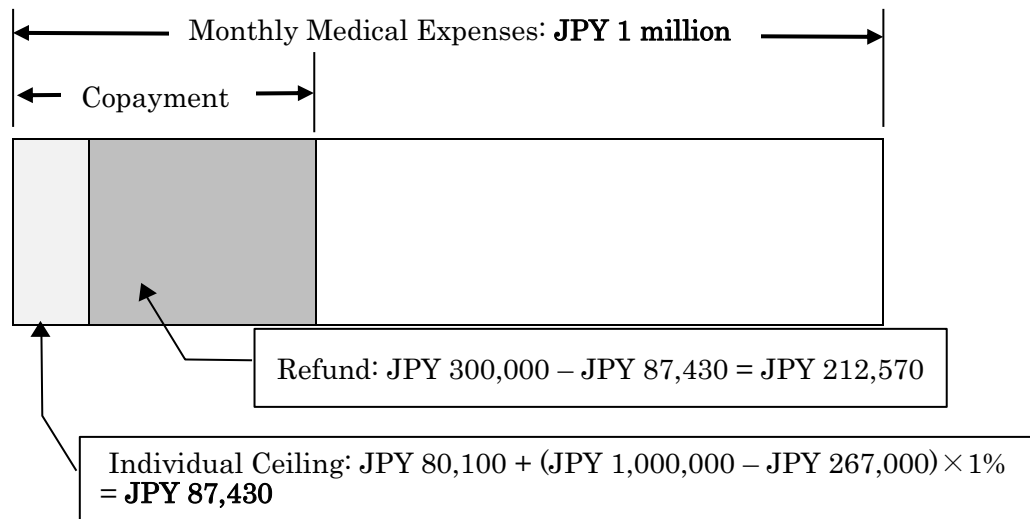 Monthly Medical Expenses: JPY 1 million
Copayment
Refund: JPY 300,000 – JPY 87,430 = JPY 212,570
Individual Ceiling: JPY 80,100 + (JPY 1,000,000 – JPY 267,000)×1%
= JPY 87,430